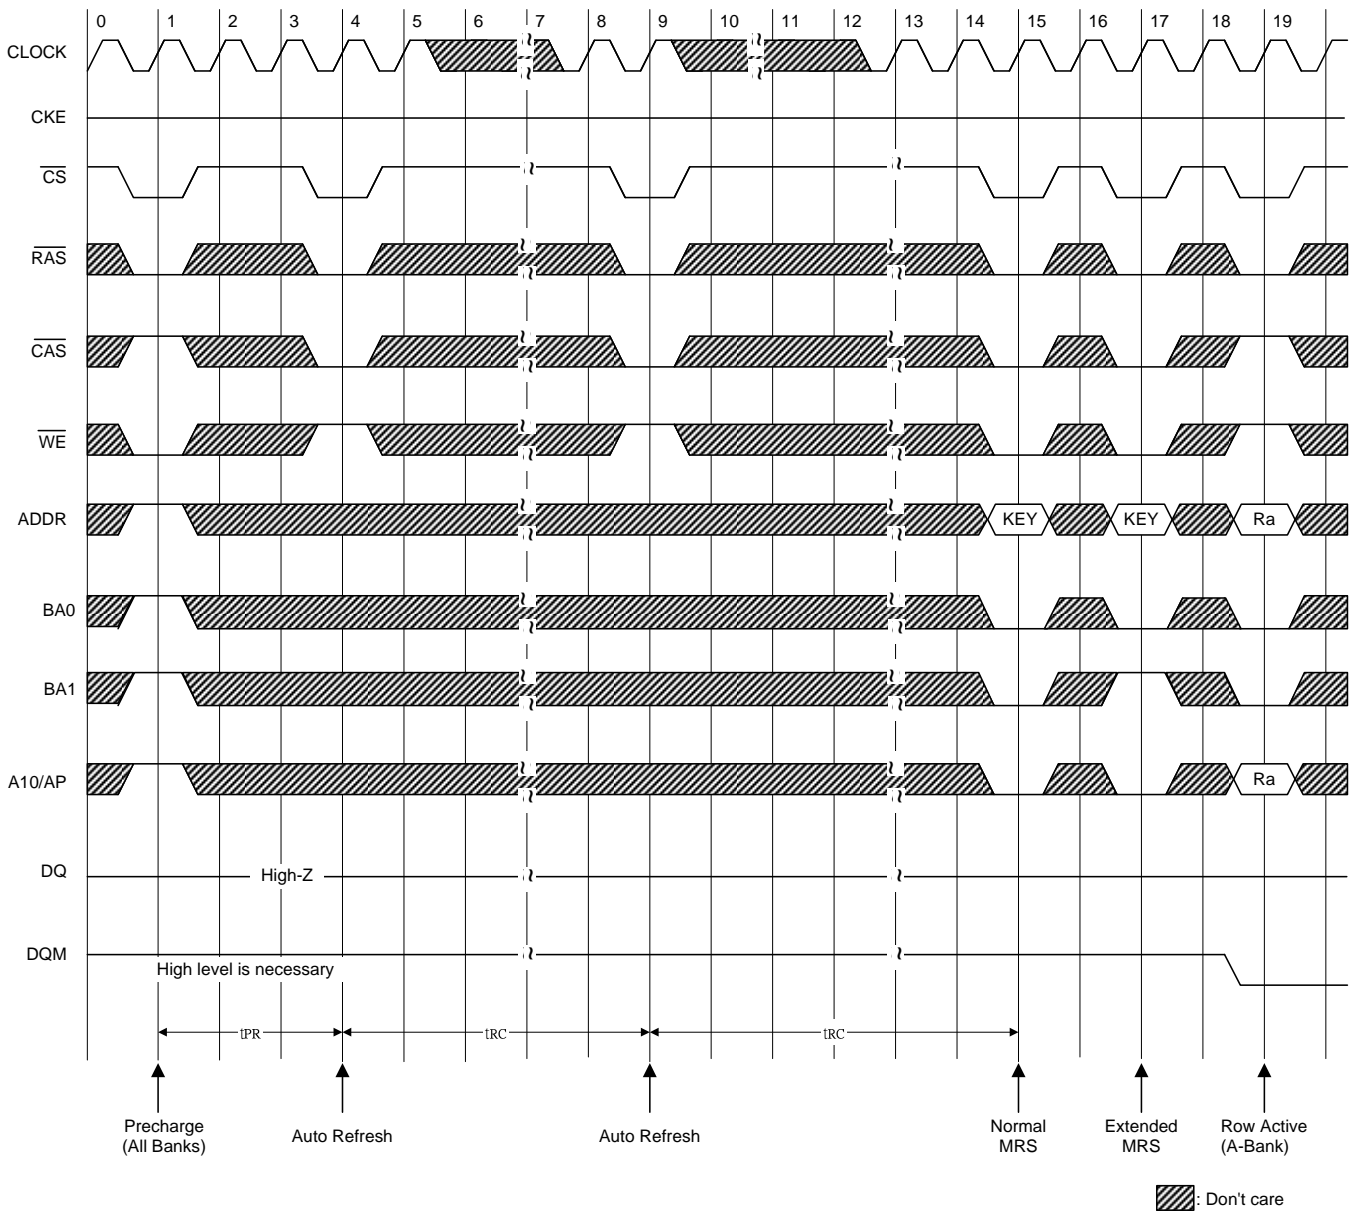 0 1 2 3 4 5 6 7 8 9 10 11 12 13 14 15 16 17 18 19
CLOCK
CKE
CS
RAS
CAS
WE
ADDR KEY KEY Ra
BA0
BA1
A10/AP Ra
DQ High-Z
DQM
High level is necessary
tPR tRC tRC
Precharge
(All Banks)
Auto Refresh
Auto Refresh
Normal
MRS
Extended
MRS
Row Active
(A-Bank)
: Don't care